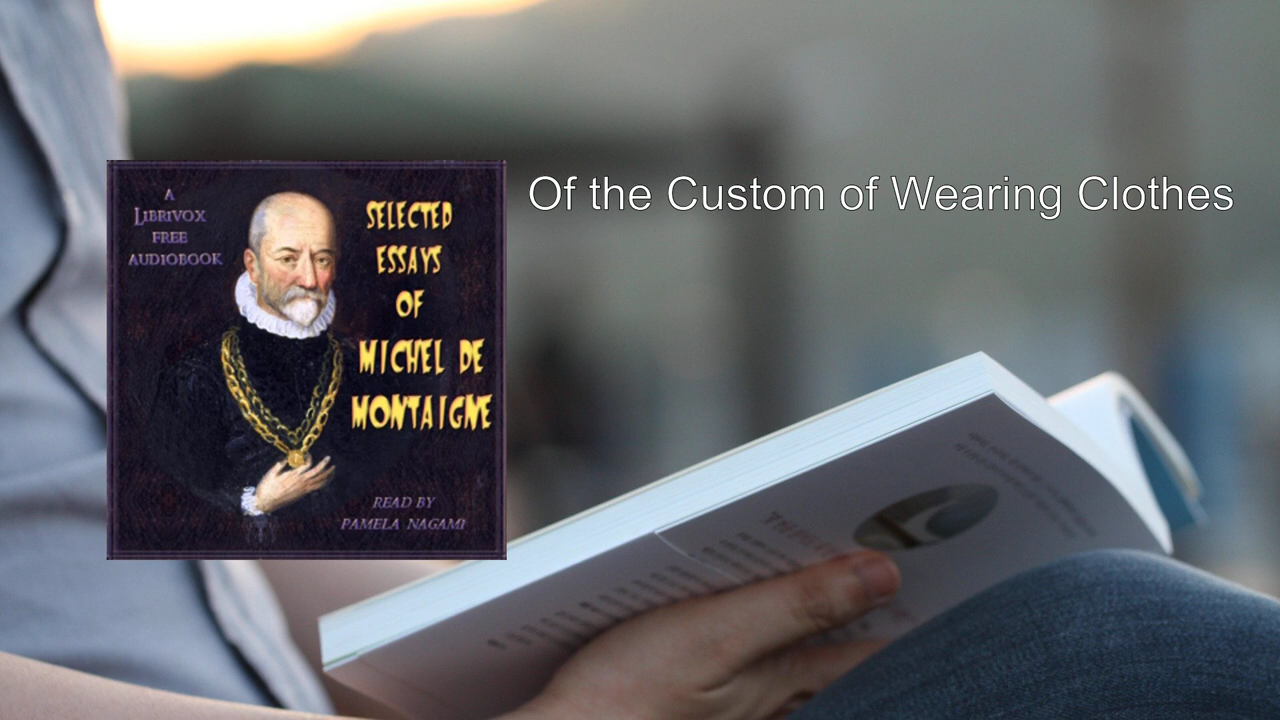 A
LIBRIVOX
FREE
AUDIOBOOK
SELECTED
ESSAYS
OF
MICHEL DE
MONTAIGNE
READ BY
PAMELA NAGAMI
Of the Custom of Wearing Clothes